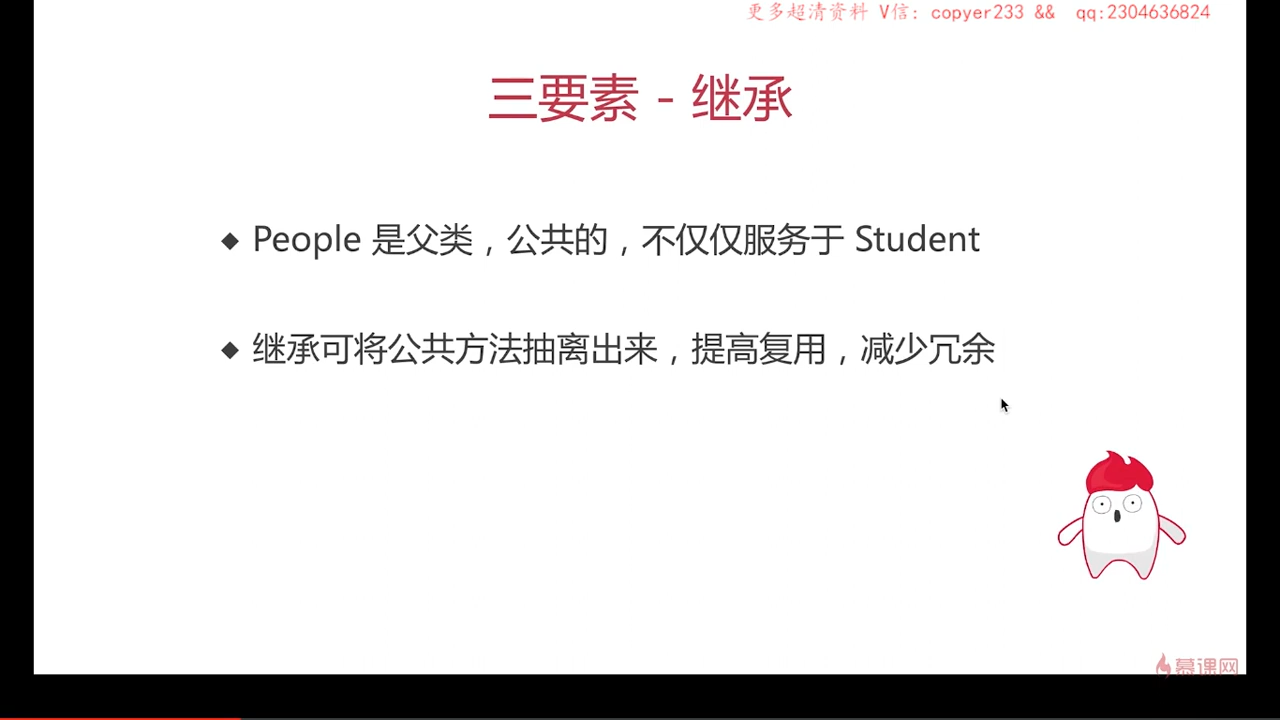 更多超清资料 V信: copyer233 && qq:2304636824
三要素 - 继承
◆ People 是父类，公共的，不仅仅服务于 Student
◆ 继承可将公共方法抽离出来，提高复用，减少冗余
慕课网